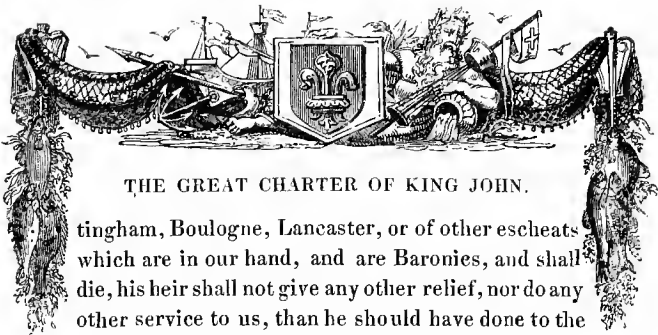 THE GREAT CHARTER OF KING JOHN.
tingham, Boulogne, Lancaster, or of other escheats
which are in our hand, and are Baronies, and shall
die, his heir shall not give any other relief, nor do any
other service to us, than he should have done to the